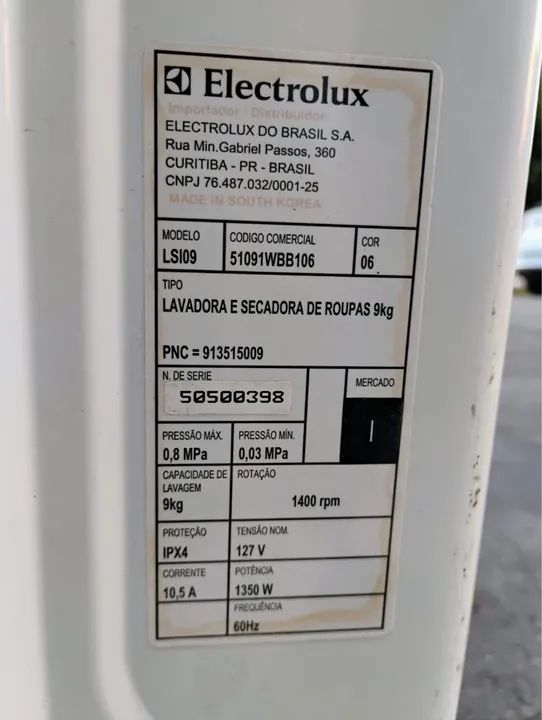 Electrolux
Importador / Distribuidor
ELECTROLUX DO BRASIL S.A.
Rua Min.Gabriel Passos, 360
CURITIBA - PR - BRASIL
CNPJ 76.487.032/0001-25
MADE IN SOUTH KOREA
MODELO
LSI09
CODIGO COMERCIAL
51091WBB106
COR
06
TIPO
LAVADORA E SECADORA DE ROUPAS 9kg
PNC = 913515009
N. DE SERIE
50500398
MERCADO
I
PRESSÃO MÁX.
0,8 MPa
PRESSÃO MÍN.
0,03 MPa
CAPACIDADE DE
LAVAGEM
9kg
ROTAÇÃO
1400 rpm
PROTEÇÃO
IPX4
TENSÃO NOM.
127 V
CORRENTE
10,5 A
POTÊNCIA
1350 W
FREQUÊNCIA
60Hz